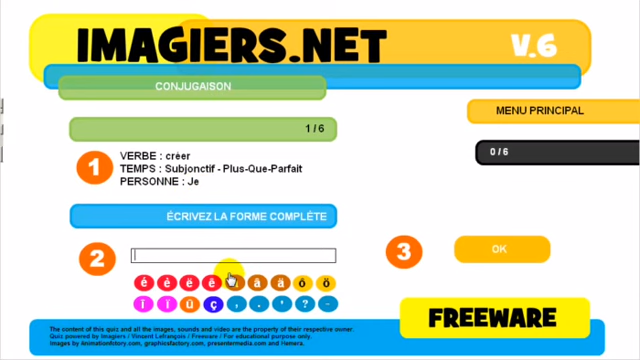 IMAGIERS.NET
V.6
CONJUGAISON
MENU PRINCIPAL
1 / 6
0 / 6
1
VERBE : créer
TEMPS : Subjonctif - Plus-Que-Parfait
PERSONNE : Je
ÉCRIVEZ LA FORME COMPLÈTE
2
3
OK
é è ë ê â ä ô ö
ç , . ' ? -
FREEWARE
The content of this quiz and all the images, sounds and video are the property of their respective owner.
Quiz powered by Imagiers / Vincent Lefrançois / Freeware / For educational purpose only.
Images by Animationfactory.com, graphicsfactory.com, presentermedia.com and Hemera.